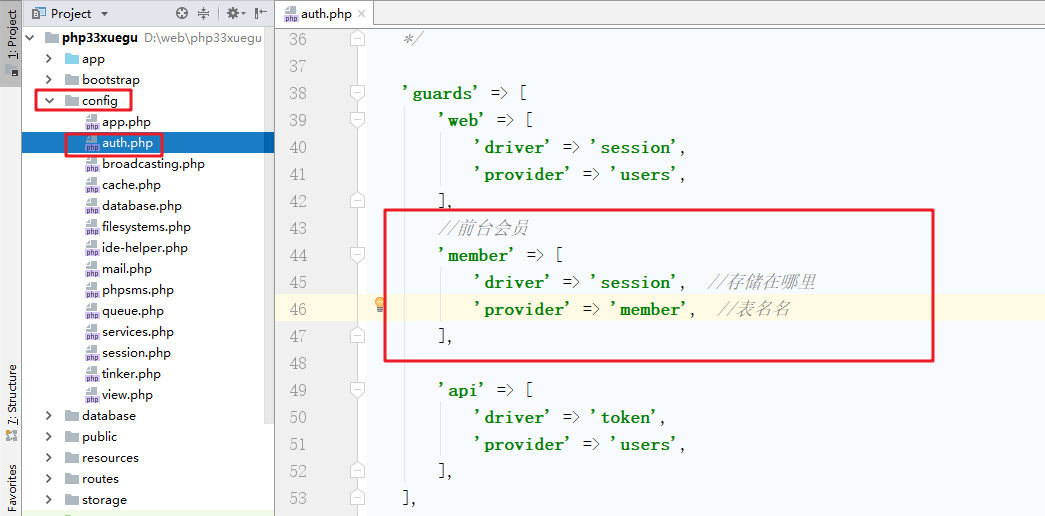 1: Project
7: Structure
Favorites
Project
php33xuegu D:\web\php33xuegu
app
bootstrap
config
app.php
auth.php
broadcasting.php
cache.php
database.php
filesystems.php
ide-helper.php
mail.php
phpsms.php
queue.php
services.php
session.php
tinker.php
view.php
database
public
resources
routes
storage
auth.php
36 */
37
38 'guards' => [
39 'web' => [
40 'driver' => 'session',
41 'provider' => 'users',
42 ],
43 //前台会员
44 'member' => [
45 'driver' => 'session', //存储在哪里
46 'provider' => 'member', //表名名
47 ],
48
49 'api' => [
50 'driver' => 'token',
51 'provider' => 'users',
52 ],
53 ],